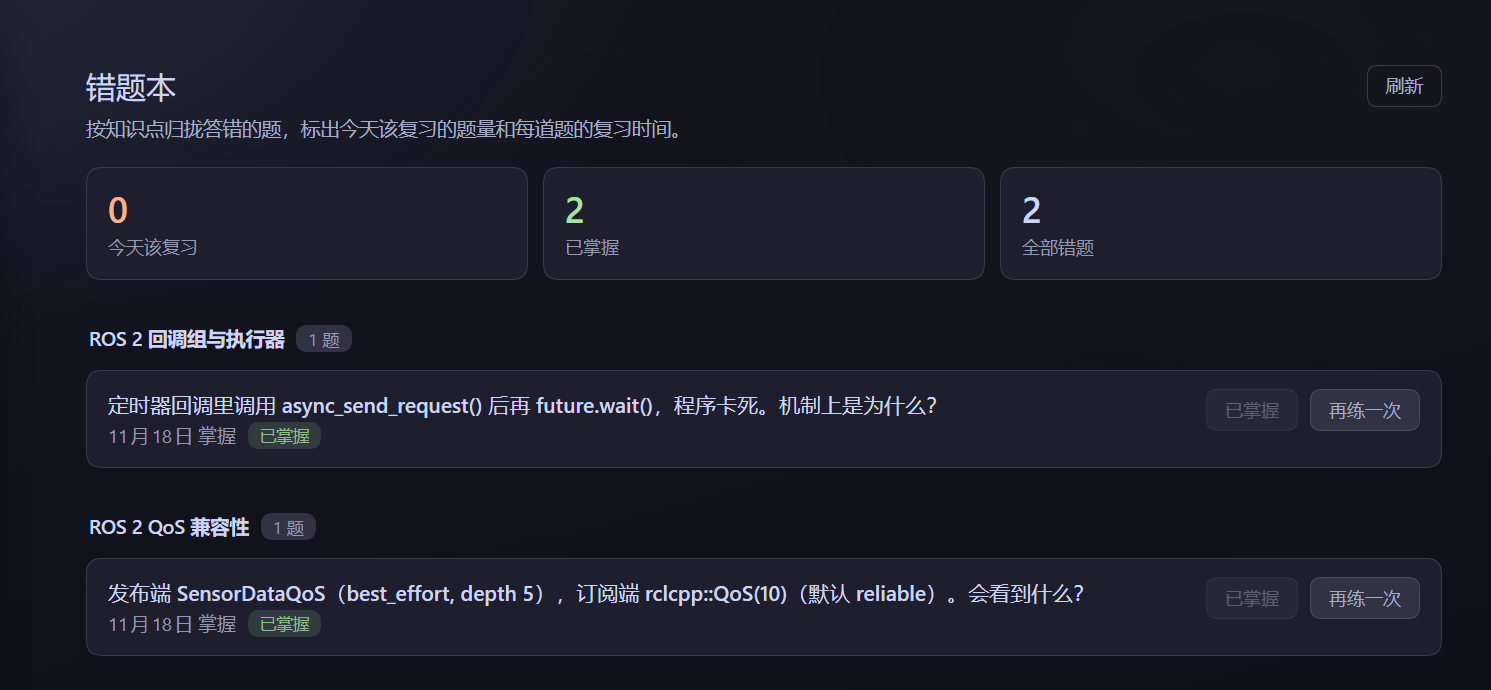 错题本
刷新
按知识点归拢答错的题，标出今天该复习的题量和每道题的复习时间。
0
今天该复习
2
已掌握
2
全部错题
ROS 2 回调组与执行器 1 题
定时器回调里调用 async_send_request() 后再 future.wait()，程序卡死。机制上是为什么？
11月18日 掌握 已掌握
已掌握 再练一次
ROS 2 QoS 兼容性 1 题
发布端 SensorDataQoS（best_effort, depth 5），订阅端 rclcpp::QoS(10)（默认 reliable）。会看到什么？
11月18日 掌握 已掌握
已掌握 再练一次